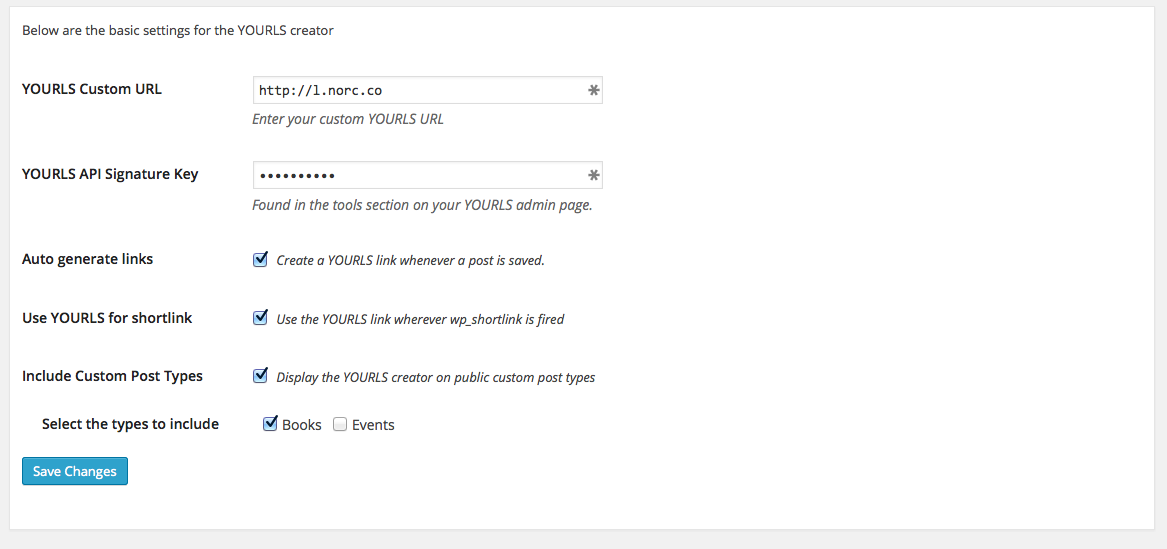 Below are the basic settings for the YOURLS creator
YOURLS Custom URL
http://l.norc.co
Enter your custom YOURLS URL
YOURLS API Signature Key
••••••••••
Found in the tools section on your YOURLS admin page.
Auto generate links
Create a YOURLS link whenever a post is saved.
Use YOURLS for shortlink
Use the YOURLS link wherever wp_shortlink is fired
Include Custom Post Types
Display the YOURLS creator on public custom post types
Select the types to include
Books Events
Save Changes